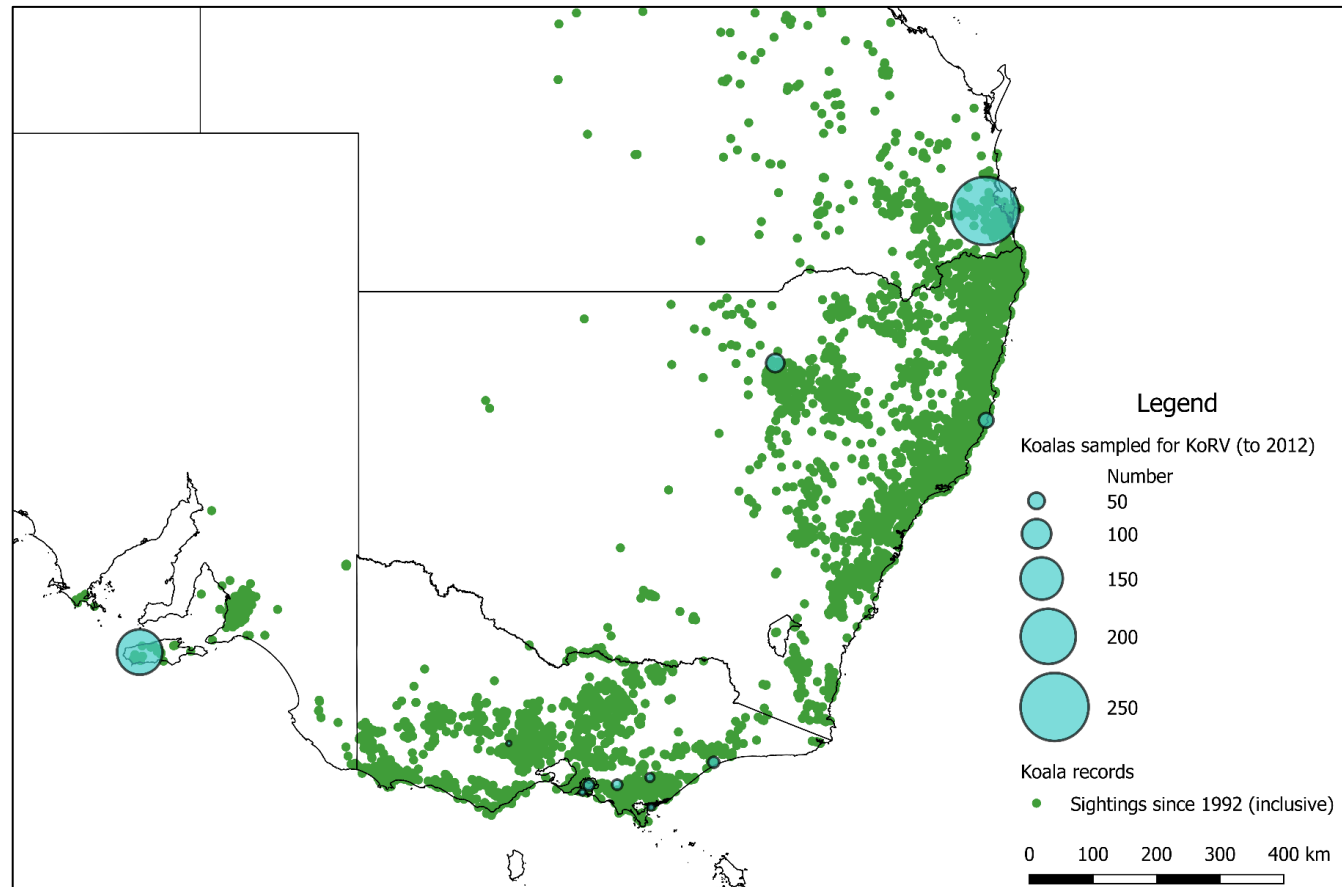 Legend
Koalas sampled for KoRV (to 2012)
Number
50
100
150
200
250
Koala records
Sightings since 1992 (inclusive)
0 100 200 300 400 km